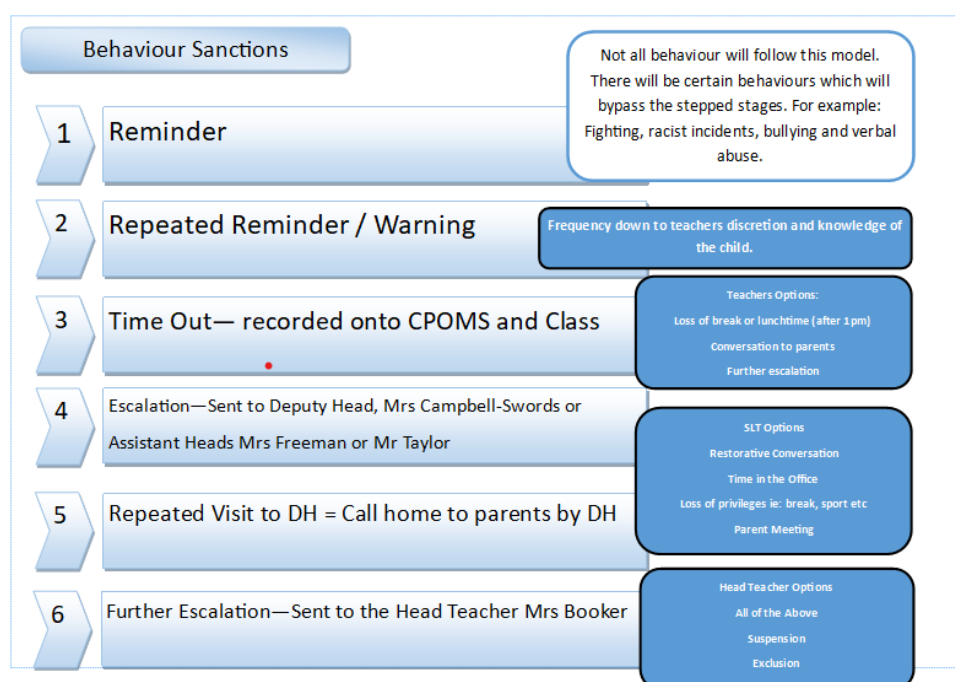 Behaviour Sanctions
Not all behaviour will follow this model.
There will be certain behaviours which will
bypass the stepped stages. For example:
Fighting, racist incidents, bullying and verbal
abuse.
1
Reminder
2
Repeated Reminder / Warning
Frequency down to teachers discretion and knowledge of
the child.
3
Time Out— recorded onto CPOMS and Class
Teachers Options:
Loss of break or lunchtime (after 1pm)
Conversation to parents
Further escalation
4
Escalation—Sent to Deputy Head, Mrs Campbell-Swords or
Assistant Heads Mrs Freeman or Mr Taylor
SLT Options
Restorative Conversation
Time in the Office
Loss of privileges ie: break, sport etc
Parent Meeting
5
Repeated Visit to DH = Call home to parents by DH
6
Further Escalation—Sent to the Head Teacher Mrs Booker
Head Teacher Options
All of the Above
Suspension
Exclusion